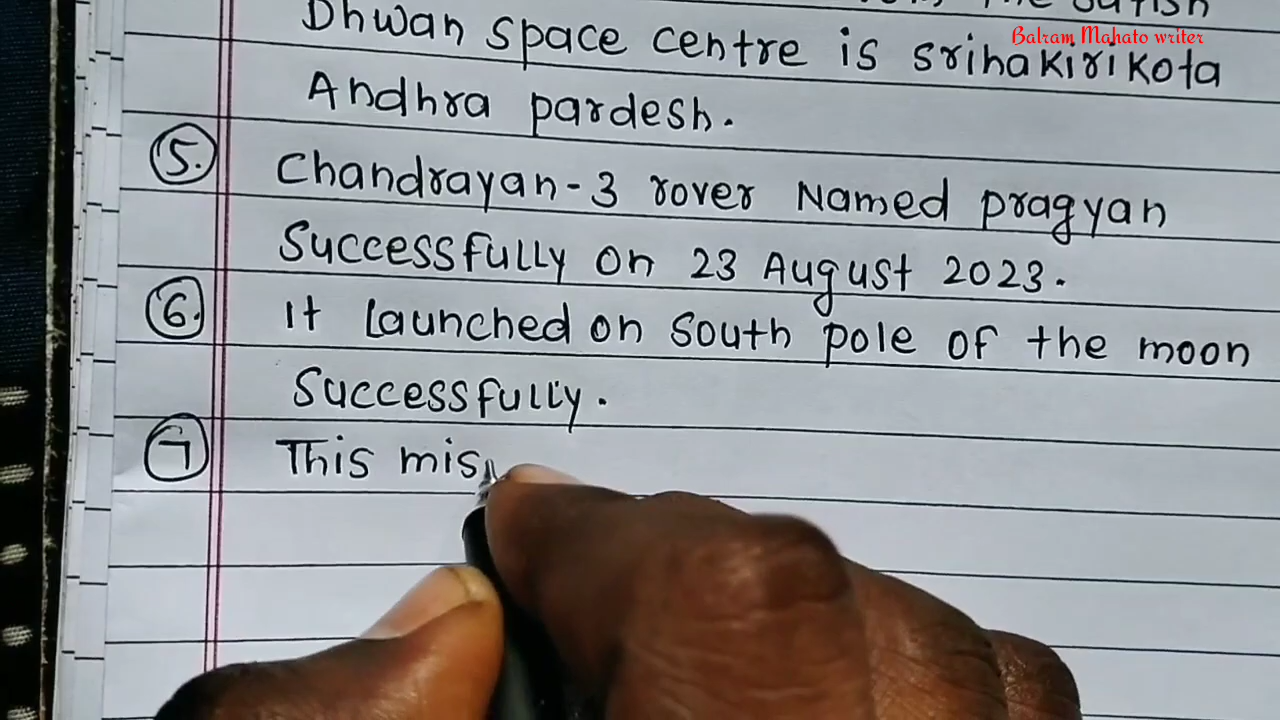 Balram Mahato writer
Dhwan space centre is srihakirikota
Andhra pardesh.
5. Chandrayan-3 rover Named pragyan
Successfully on 23 August 2023.
6. It launched on south pole of the moon
Successfully.
7 This mis